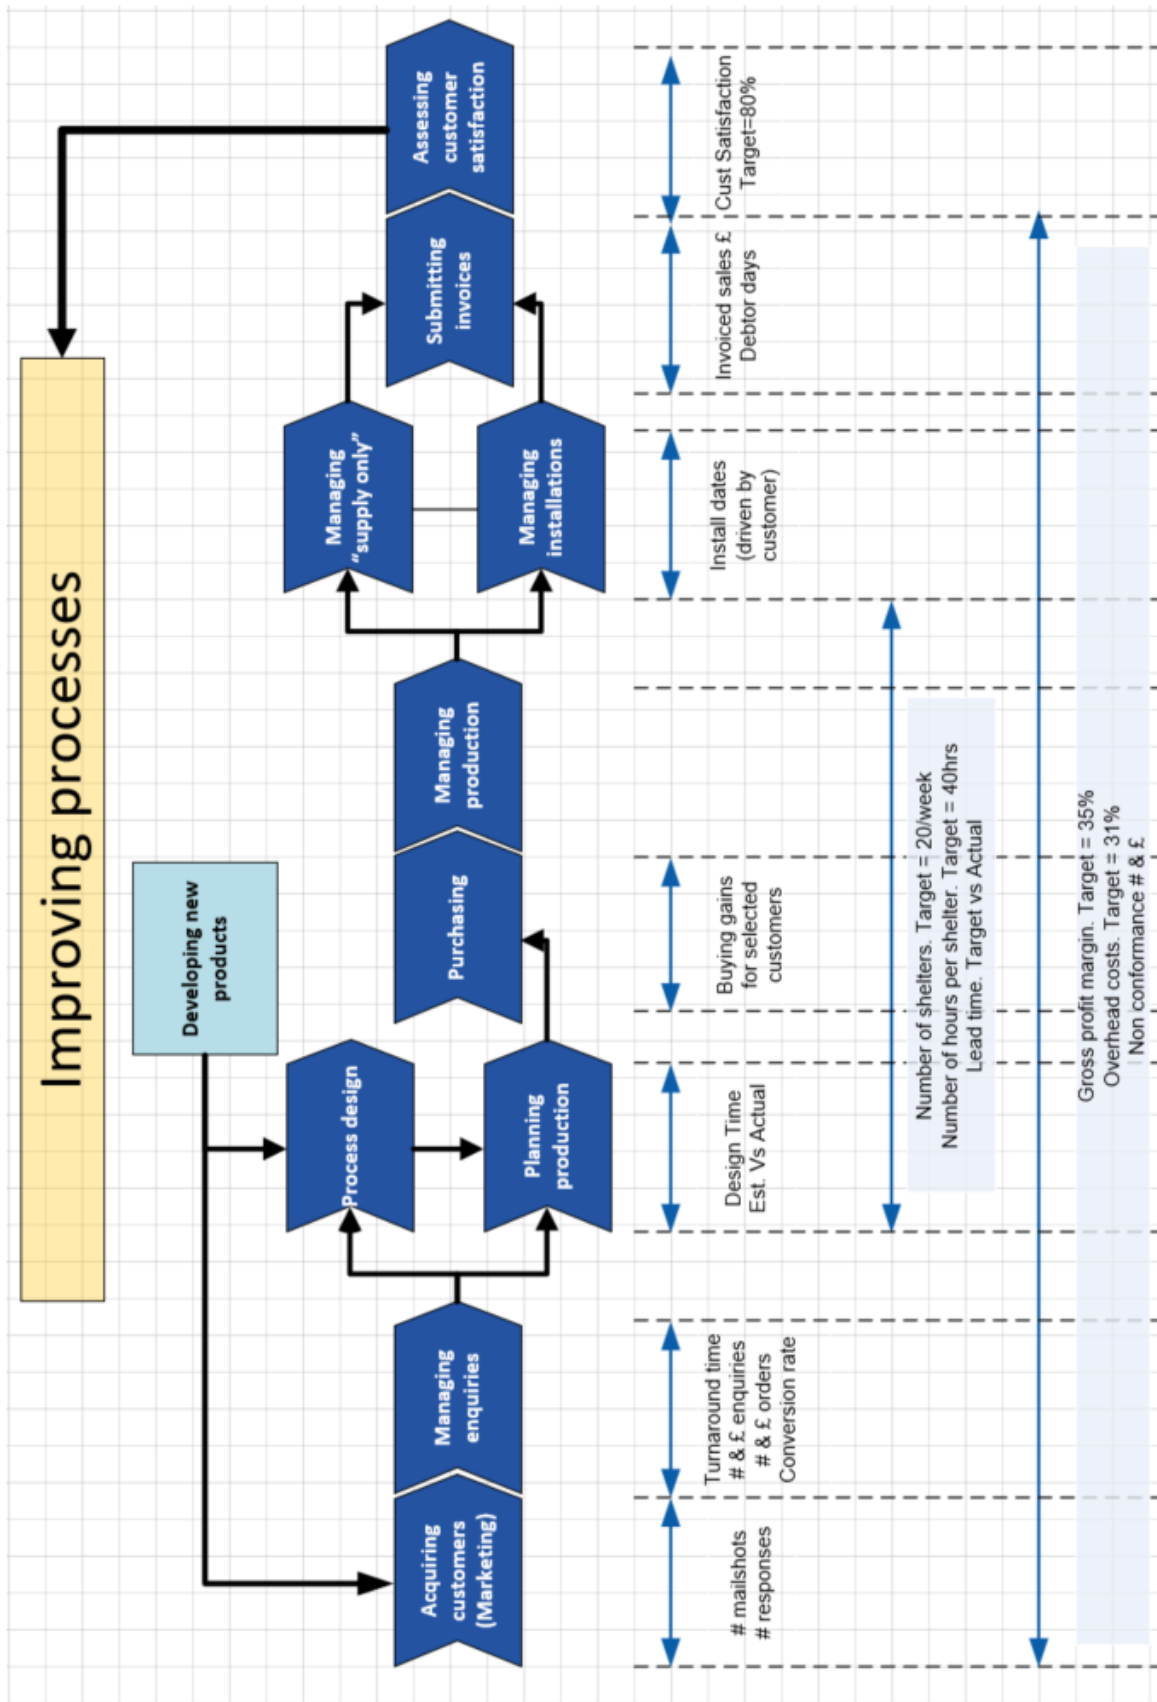 Improving processes
Developing new
products
Acquiring
customers
(Marketing)
Managing
enquiries
Process design
Planning
production
Purchasing
Managing
production
Managing
“supply only”
Managing
installations
Submitting
invoices
Assessing
customer
satisfaction
# mailshots
# responses
Turnaround time
# & £ enquiries
# & £ orders
Conversion rate
Design Time
Est. Vs Actual
Buying gains
for selected
customers
Install dates
(driven by
customer)
Invoiced sales £
Debtor days
Cust Satisfaction
Target=80%
Number of shelters. Target = 20/week
Number of hours per shelter. Target = 40hrs
Lead time. Target vs Actual
Gross profit margin. Target = 35%
Overhead costs. Target = 31%
Non conformance # & £